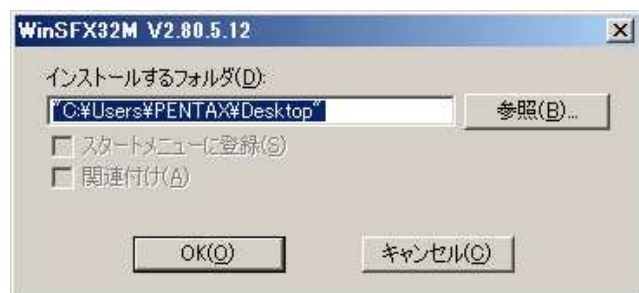 WinSFX32M V2.80.5.12
インストールするフォルダ(D):
"C:¥Users¥PENTAX¥Desktop"
参照(B)...
スタートメニューに登録(S)
関連付け(A)
OK(O)
キャンセル(C)